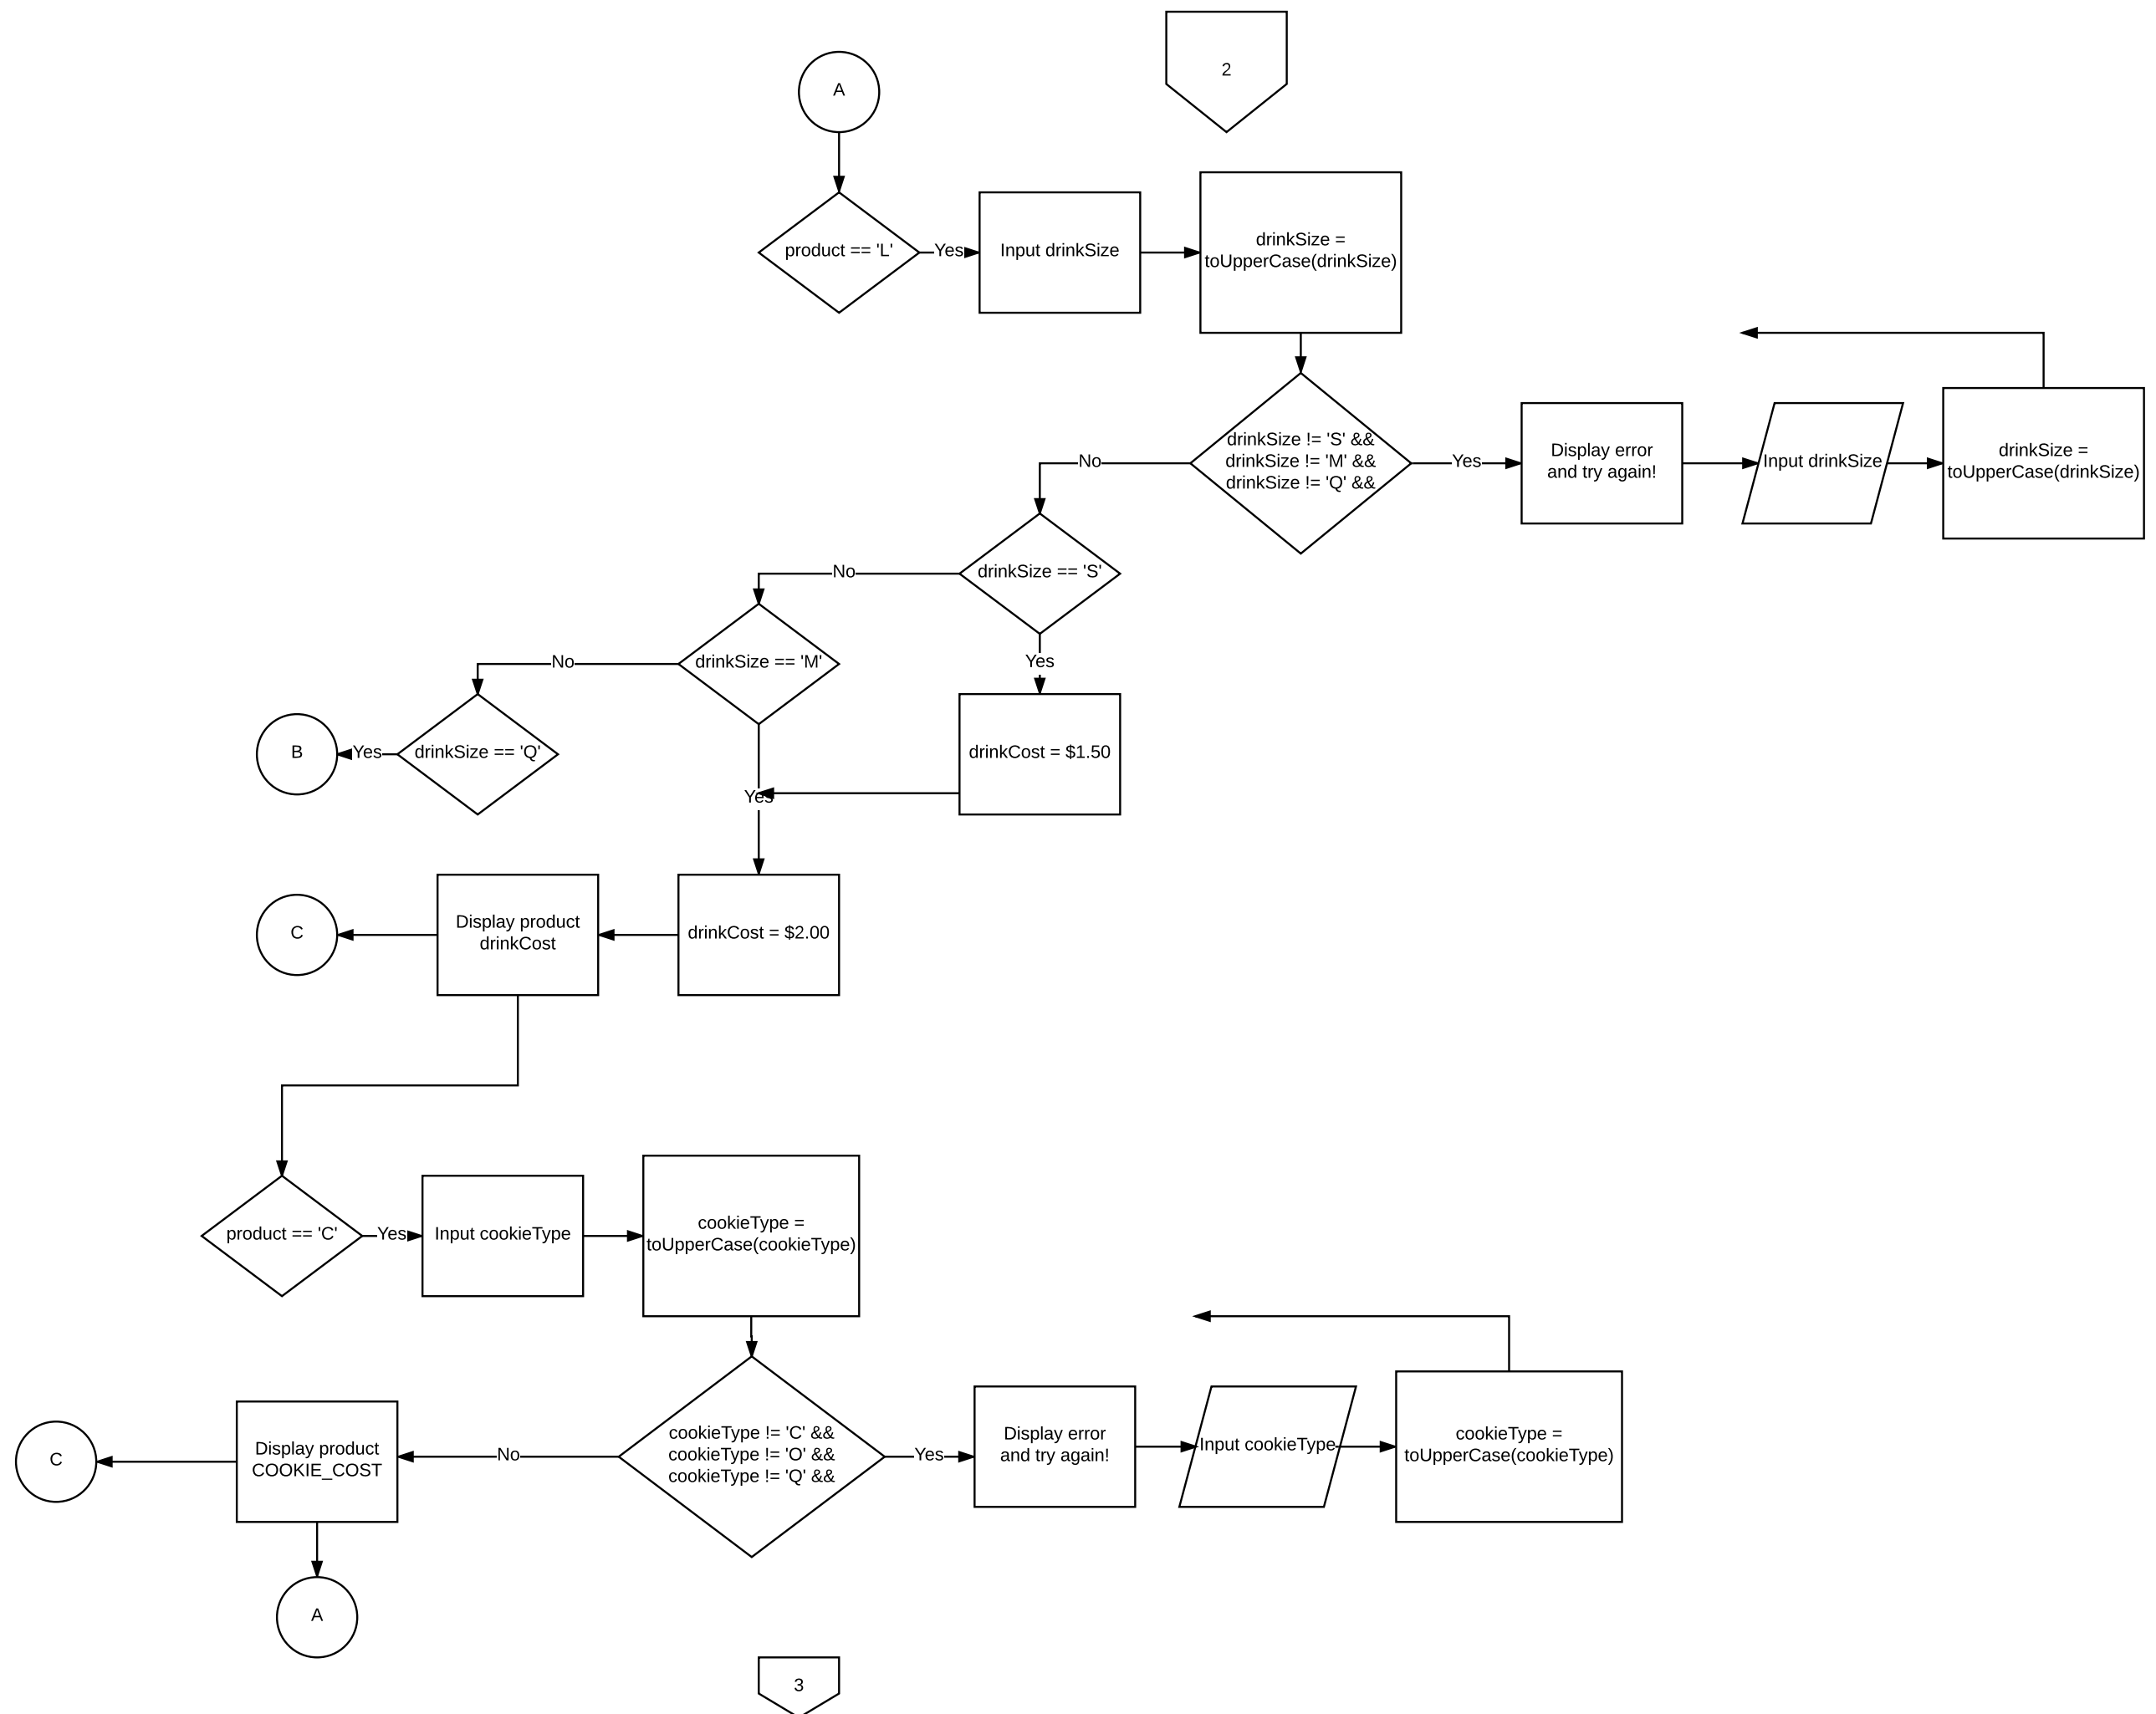 2
A
product == 'L'
Yes
Input drinkSize
drinkSize =
toUpperCase(drinkSize)
drinkSize != 'S' &&
drinkSize != 'M' &&
drinkSize != 'Q' &&
Yes
Display error
and try again!
Input drinkSize
drinkSize =
toUpperCase(drinkSize)
No
drinkSize == 'S'
No
Yes
drinkSize == 'M'
No
drinkSize == 'Q'
Yes
B
drinkCost = $1.50
Yes
drinkCost = $2.00
Display product
drinkCost
C
product == 'C'
Yes
Input cookieType
cookieType =
toUpperCase(cookieType)
cookieType != 'C' &&
cookieType != 'O' &&
cookieType != 'Q' &&
Yes
Display error
and try again!
Input cookieType
cookieType =
toUpperCase(cookieType)
No
Display product
COOKIE_COST
C
A
3